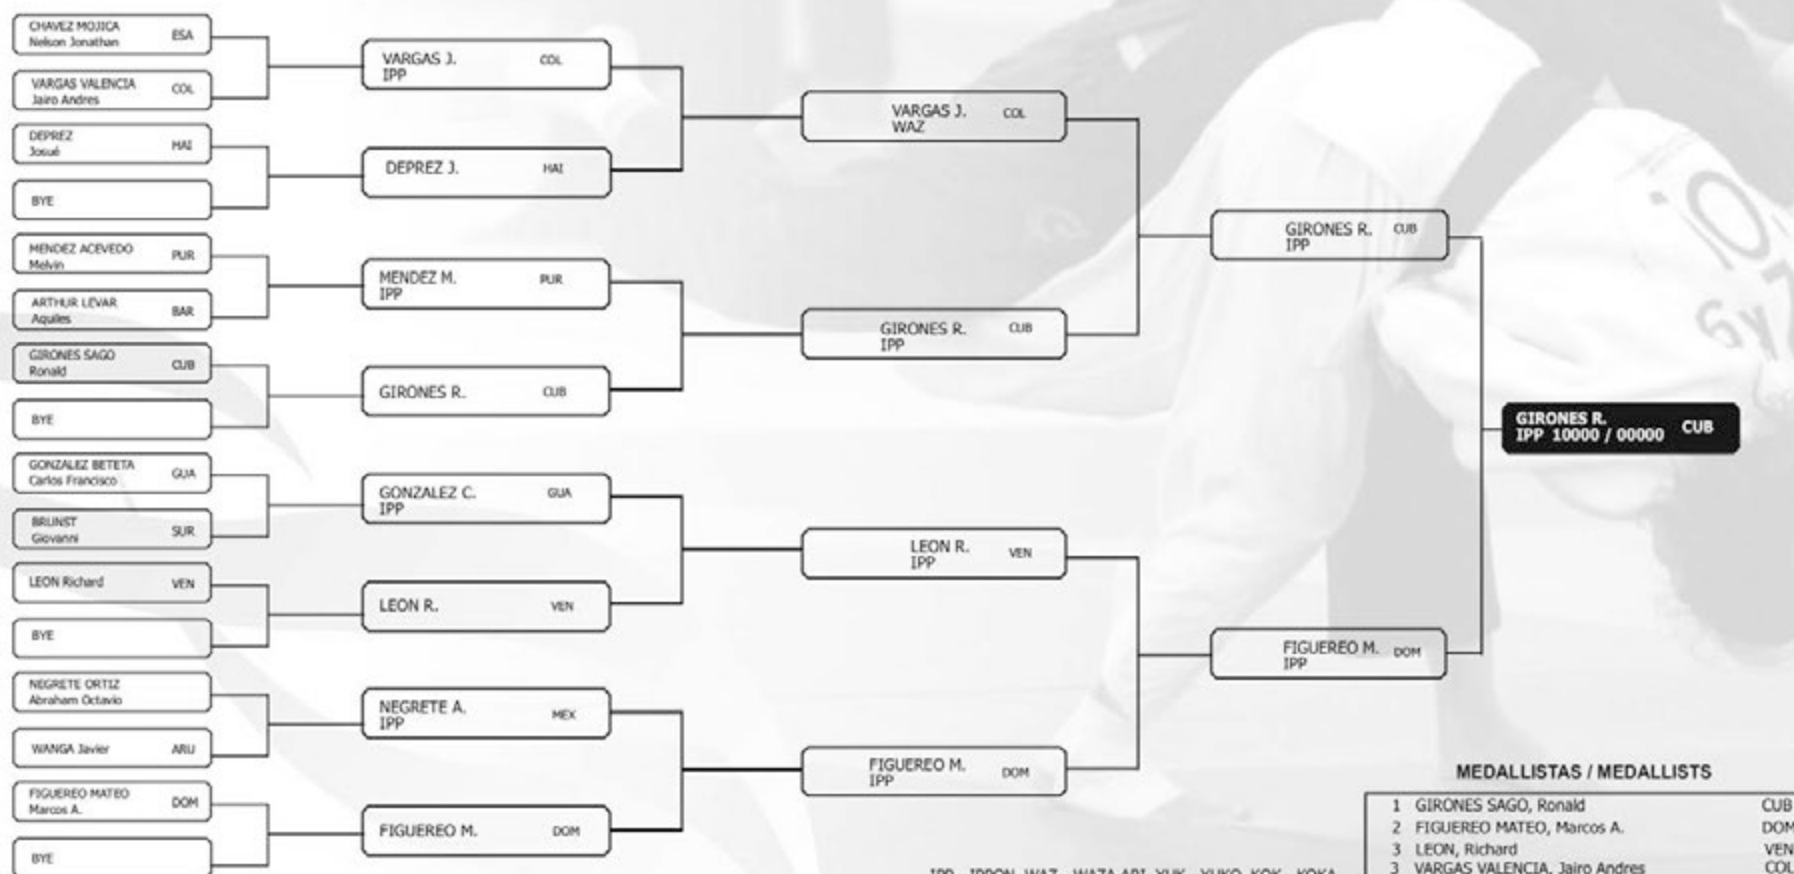 CHAVEZ MOJICA ESA
Nelson Jonathan
VARGAS VALENCIA COL
Jairo Andres
DEPREZ HAI
Josué
BYE
MENDEZ ACEVEDO PUR
Melvin
ARTHUR LEVAR BAR
Aquiles
GIRONES SAGO CUB
Ronald
BYE
GONZALEZ BETETA GUA
Carlos Francisco
BRUNST SUR
Giovanni
LEON Richard VEN
BYE
NEGRETE ORTIZ
Abraham Octavio
WANGA Javier ARU
FIGUEREO MATEO DOM
Marcos A.
BYE
VARGAS J. COL
IPP
DEPREZ J. HAI
MENDEZ M. PUR
IPP
GIRONES R. CUB
GONZALEZ C. GUA
IPP
LEON R. VEN
NEGRETE A. MEX
IPP
FIGUEREO M. DOM
VARGAS J. COL
WAZ
GIRONES R. CUB
IPP
LEON R. VEN
IPP
FIGUEREO M. DOM
IPP
GIRONES R. CUB
IPP
FIGUEREO M. DOM
IPP
GIRONES R. CUB
IPP 10000 / 00000
MEDALLISTAS / MEDALLISTS
1 GIRONES SAGO, Ronald CUB
2 FIGUEREO MATEO, Marcos A. DOM
3 LEON, Richard VEN
3 VARGAS VALENCIA, Jairo Andres COL